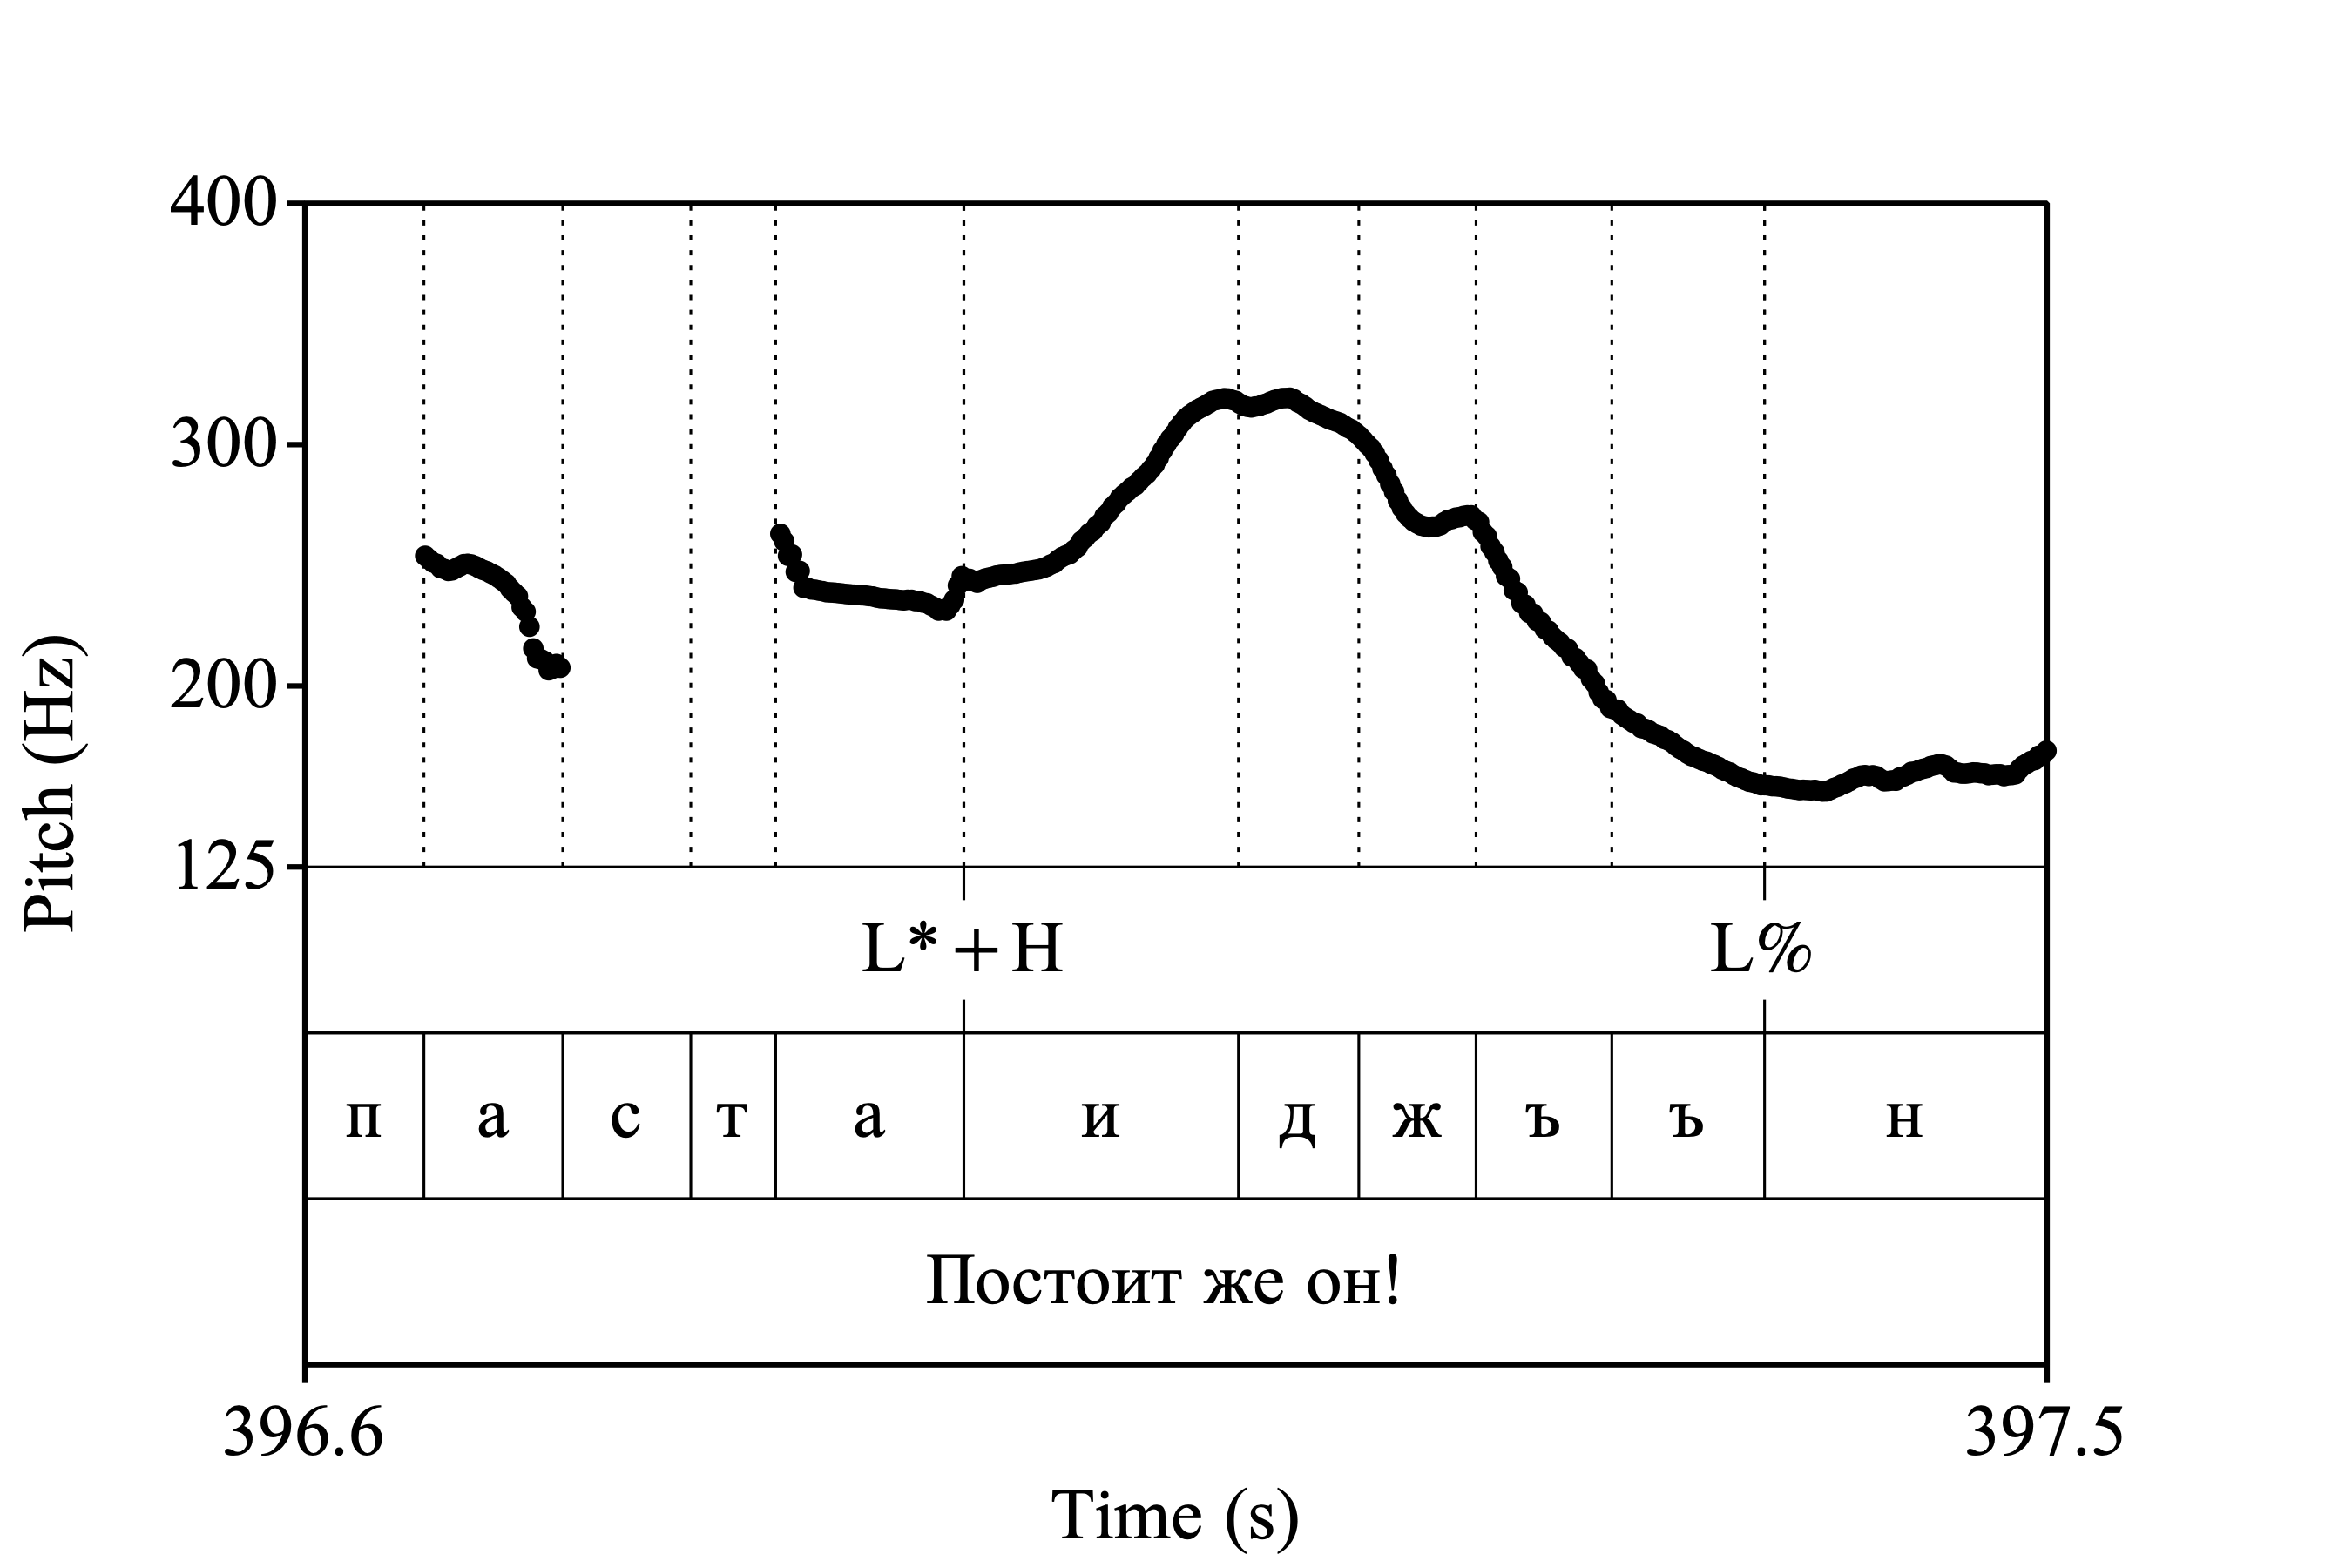 400
300
200
125
Pitch (Hz)
L*+H L%
п а с т а и д ж ъ ъ н
Постоит же он!
396.6 397.5
Time (s)